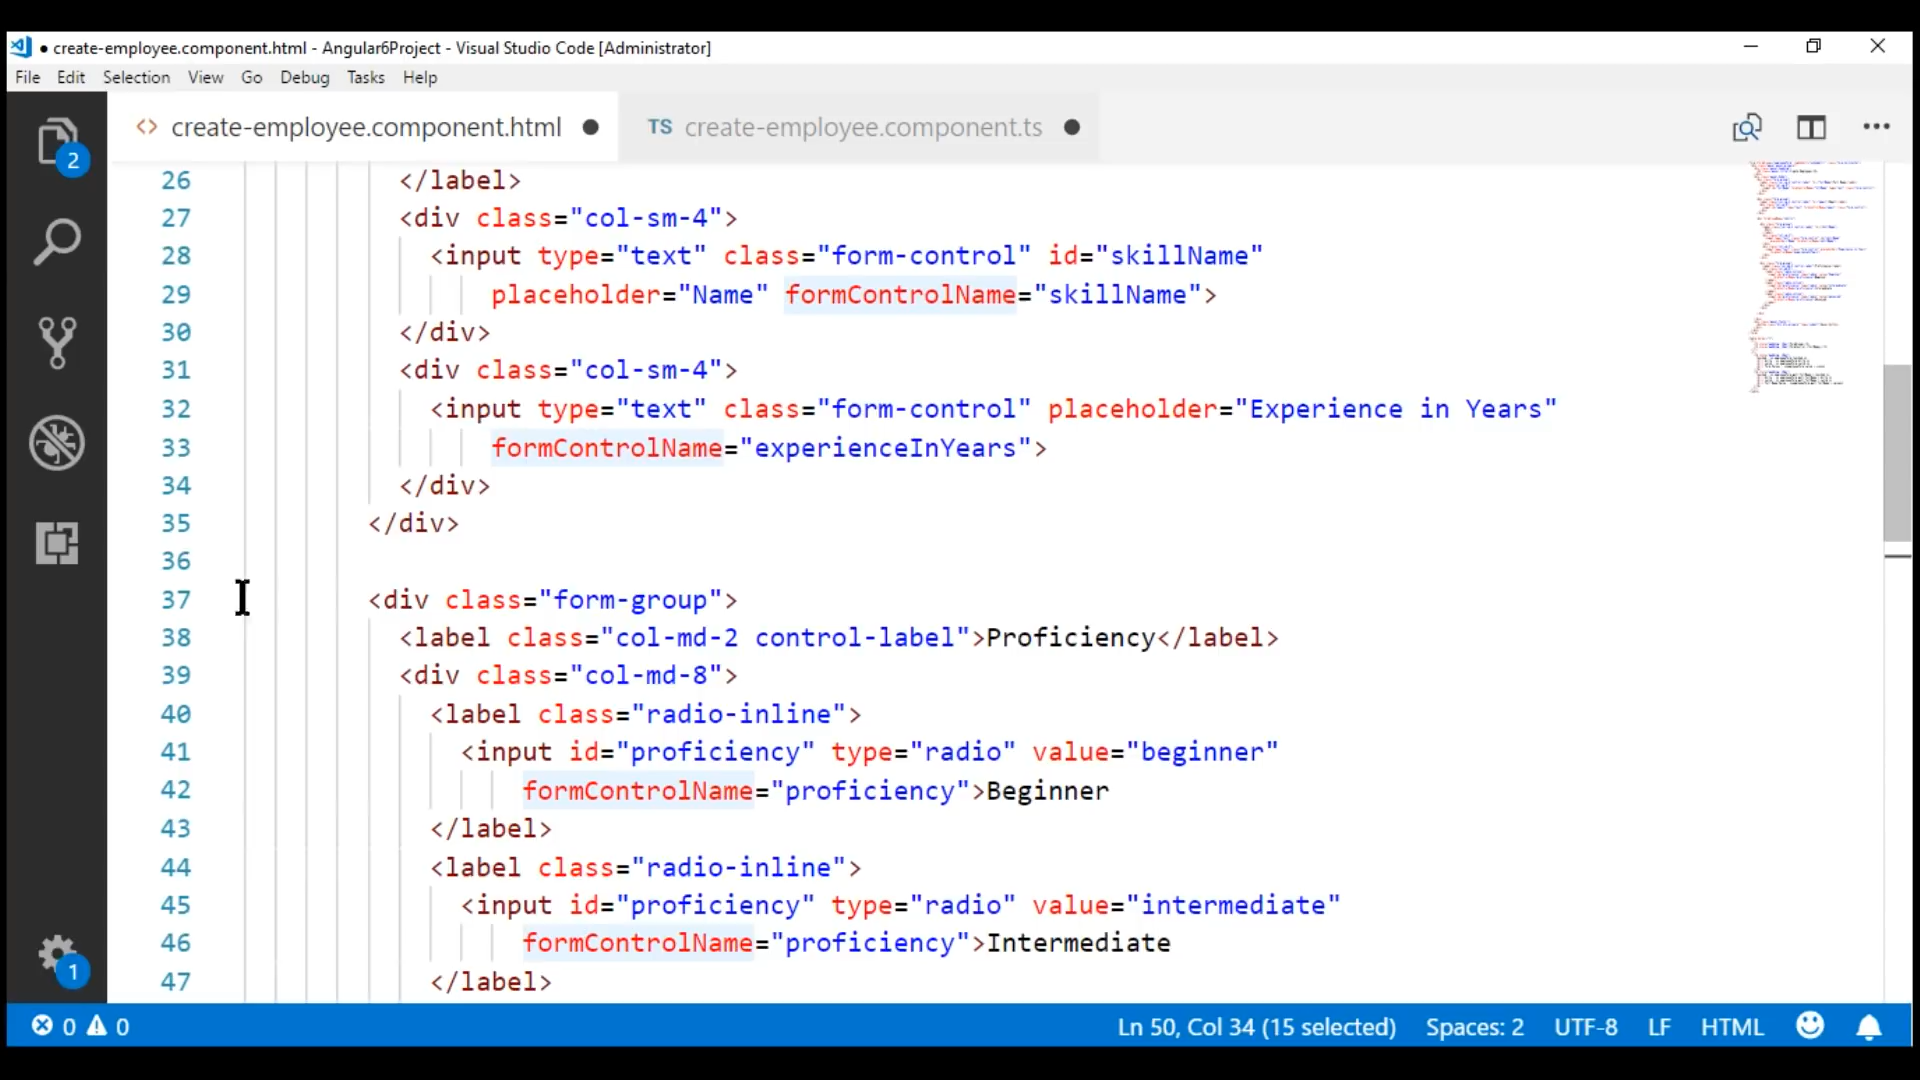 ● create-employee.component.html - Angular6Project - Visual Studio Code [Administrator]
File Edit Selection View Go Debug Tasks Help
<> create-employee.component.html ● TS create-employee.component.ts ●
2
26 </label>
27 <div class="col-sm-4">
28 <input type="text" class="form-control" id="skillName"
29 placeholder="Name" formControlName="skillName">
30 </div>
31 <div class="col-sm-4">
32 <input type="text" class="form-control" placeholder="Experience in Years"
33 formControlName="experienceInYears">
34 </div>
35 </div>
36
37 <div class="form-group">
38 <label class="col-md-2 control-label">Proficiency</label>
39 <div class="col-md-8">
40 <label class="radio-inline">
41 <input id="proficiency" type="radio" value="beginner"
42 formControlName="proficiency">Beginner
43 </label>
44 <label class="radio-inline">
45 <input id="proficiency" type="radio" value="intermediate"
46 formControlName="proficiency">Intermediate
47 </label>
1
0 0 Ln 50, Col 34 (15 selected) Spaces: 2 UTF-8 LF HTML